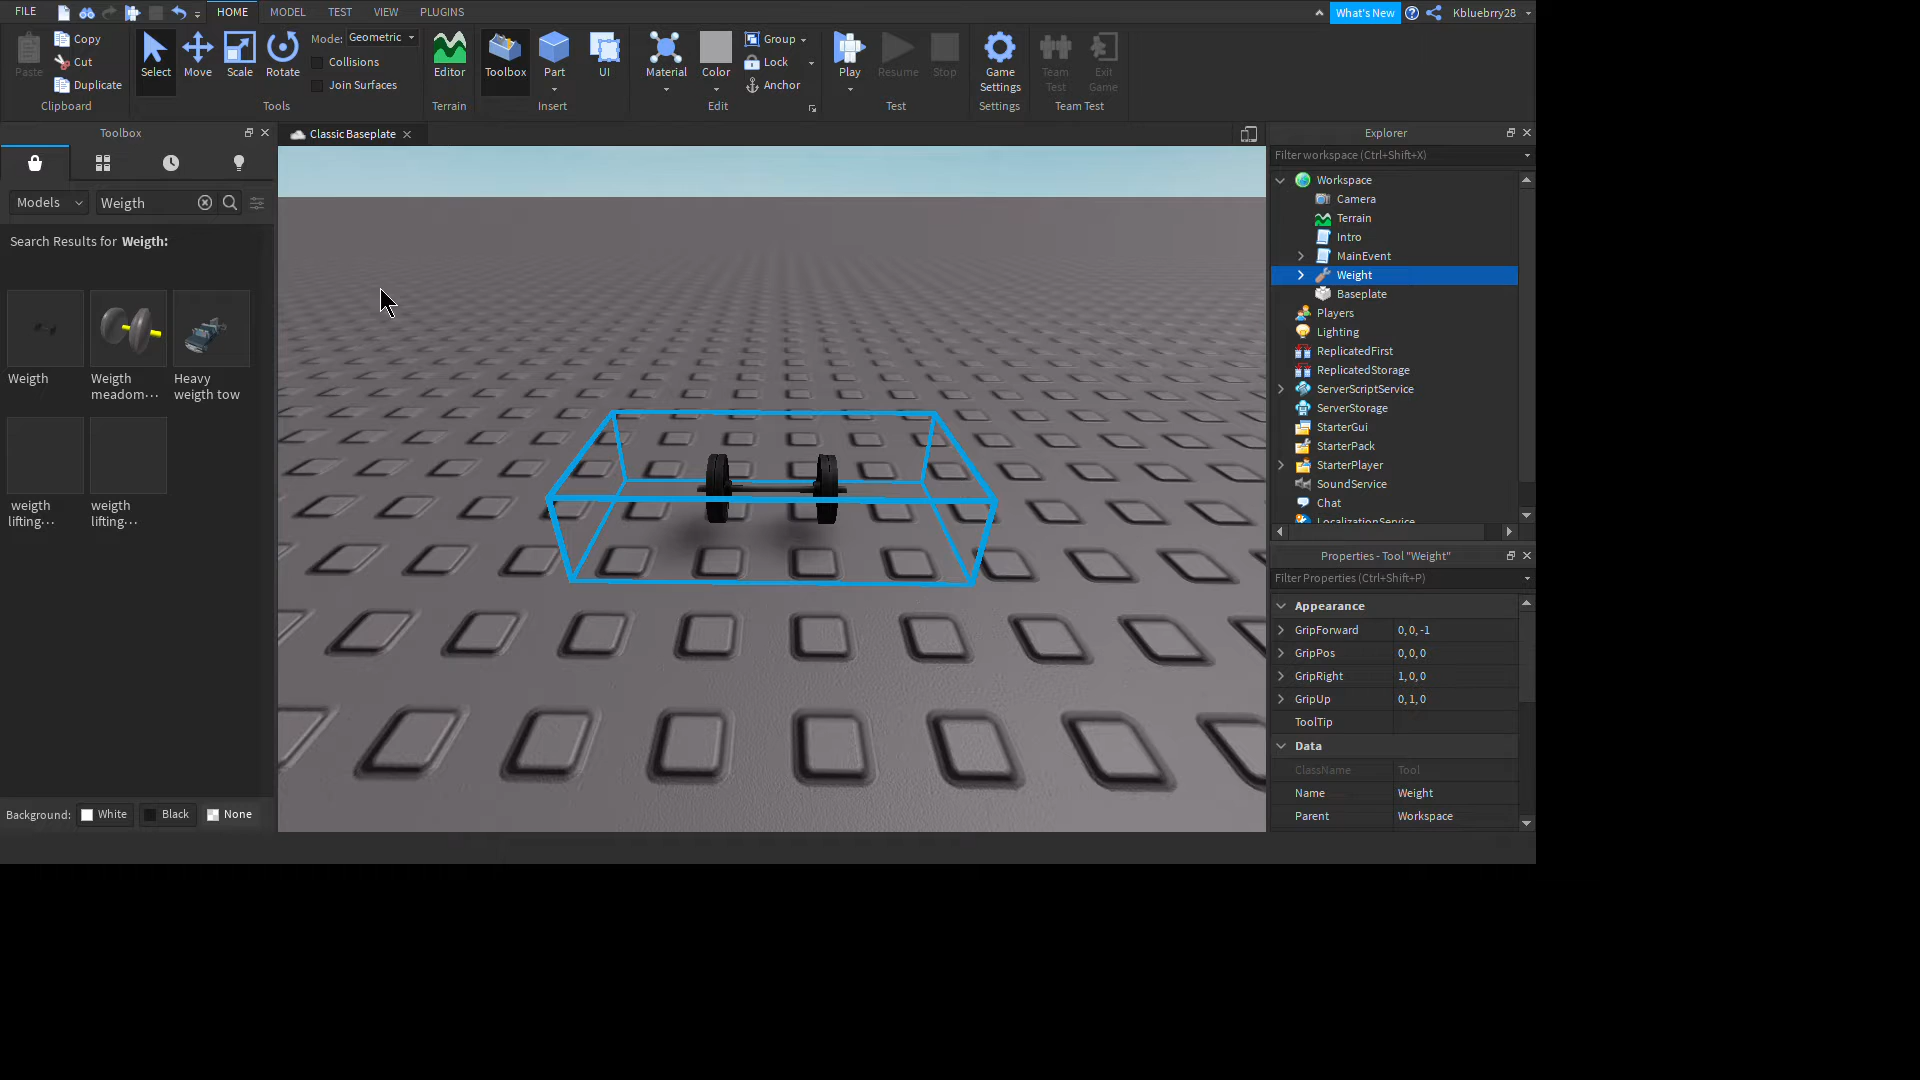 FILE HOME MODEL TEST VIEW PLUGINS What's New Kbluebrry28
Paste Copy Cut Duplicate Clipboard
Select Move Scale Rotate Mode: Geometric Collisions Join Surfaces Tools
Editor Terrain
Toolbox Part UI Insert
Material Color Group Lock Anchor Edit
Play Resume Stop Test
Game Settings Settings
Team Test Exit Game Team Test
Toolbox
Models Weigth
Search Results for Weigth:
Weigth
Weigth meadom...
Heavy weigth tow
weigth lifting...
weigth lifting...
Background: White Black None
Classic Baseplate
Explorer
Filter workspace (Ctrl+Shift+X)
Workspace
Camera
Terrain
Intro
MainEvent
Weight
Baseplate
Players
Lighting
ReplicatedFirst
ReplicatedStorage
ServerScriptService
ServerStorage
StarterGui
StarterPack
StarterPlayer
SoundService
Chat
LocalizationService
Properties - Tool "Weight"
Filter Properties (Ctrl+Shift+P)
Appearance
GripForward 0, 0, -1
GripPos 0, 0, 0
GripRight 1, 0, 0
GripUp 0, 1, 0
ToolTip
Data
ClassName Tool
Name Weight
Parent Workspace